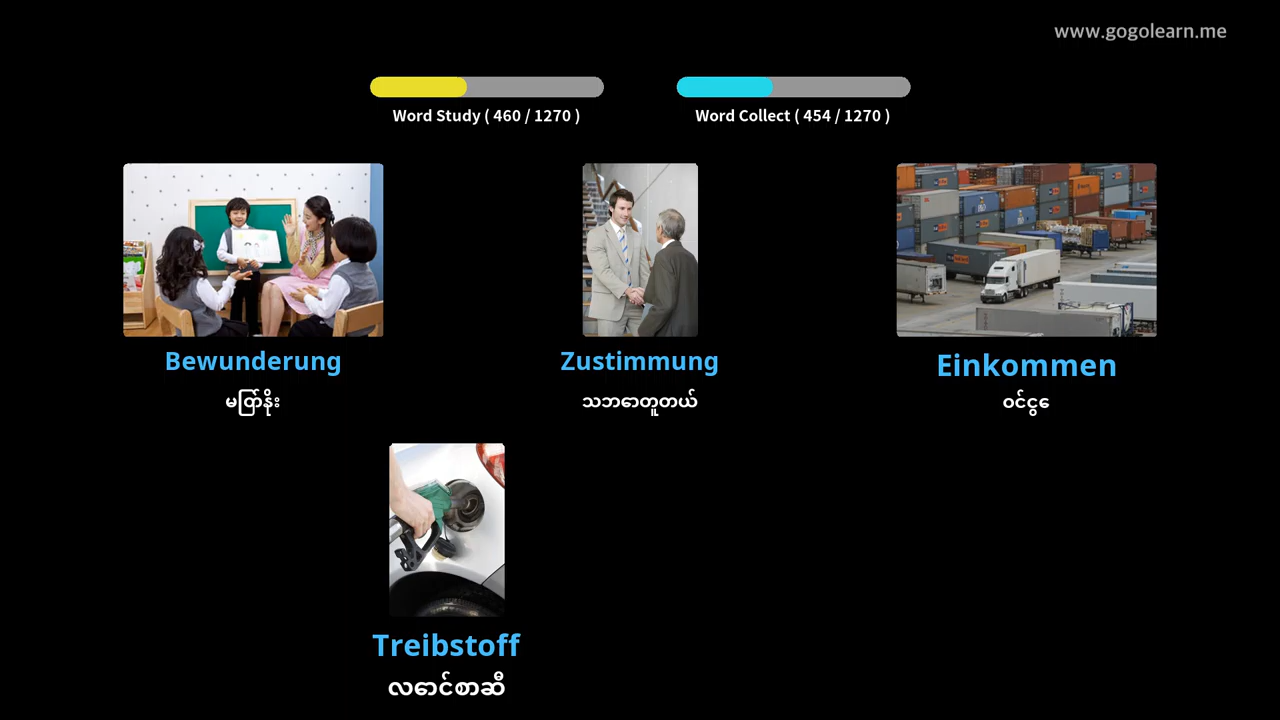 www.gogolearn.me
Word Study ( 460 / 1270 )
Word Collect ( 454 / 1270 )
Bewunderung
Zustimmung
Einkommen
မတြာ်နိုး
သဘောတူတယ်
ဝင်ငွေ
Treibstoff
လောင်စာဆီ